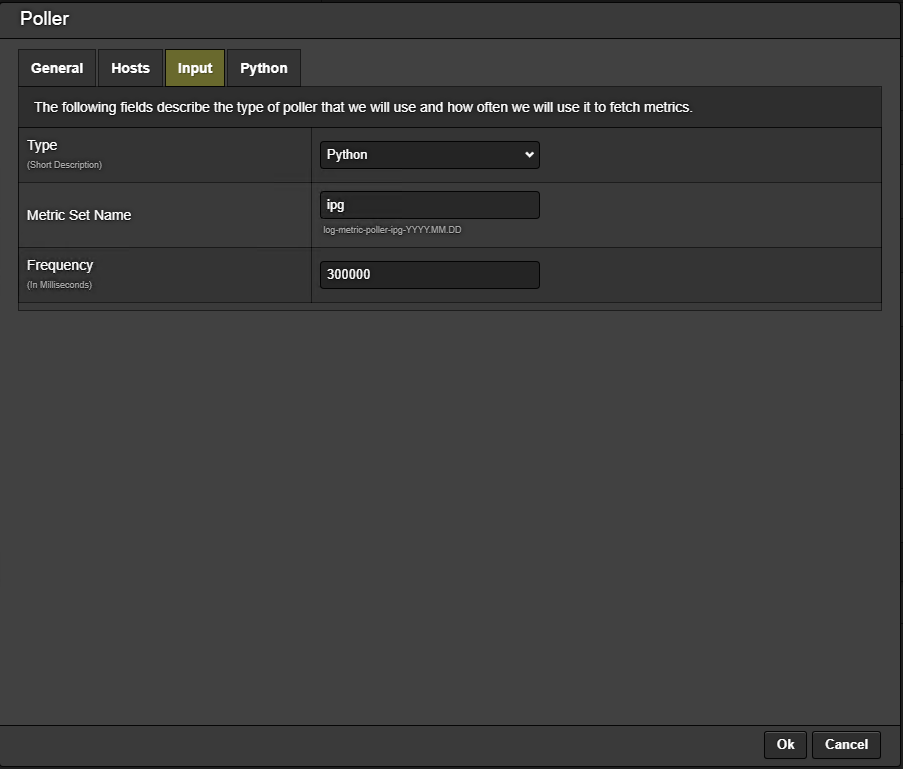 Poller
General Hosts Input Python
The following fields describe the type of poller that we will use and how often we will use it to fetch metrics.
Type
(Short Description)
Python
Metric Set Name
ipg
log-metric-poller-ipg-YYYY.MM.DD
Frequency
(In Milliseconds)
300000
Ok Cancel